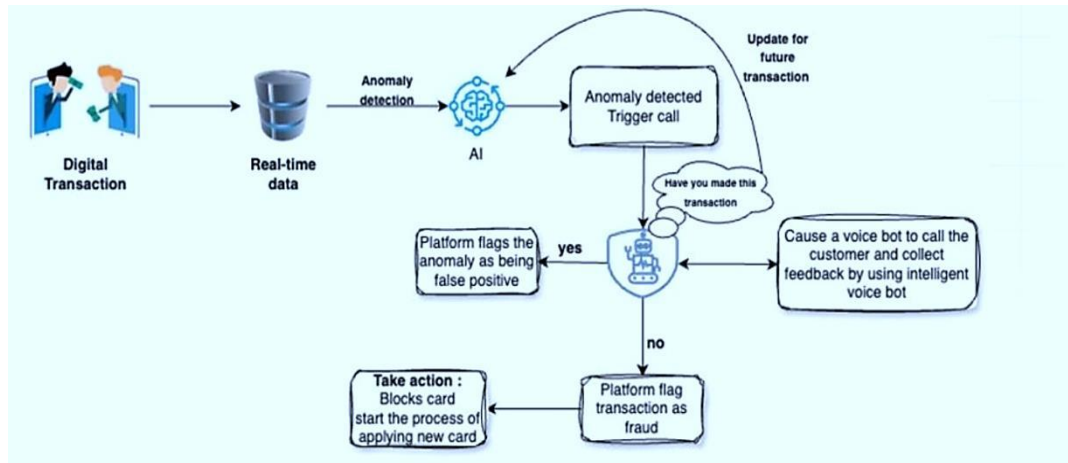 Update for
future
transaction
Anomaly
detection
Anomaly detected
Trigger call
AI
Digital
Transaction
Real-time
data
Have you made this
transaction
Platform flags the
anomaly as being
false positive
yes
Cause a voice bot to call the
customer and collect
feedback by using intelligent
voice bot
no
Take action :
Blocks card
start the process of
applying new card
Platform flag
transaction as
fraud